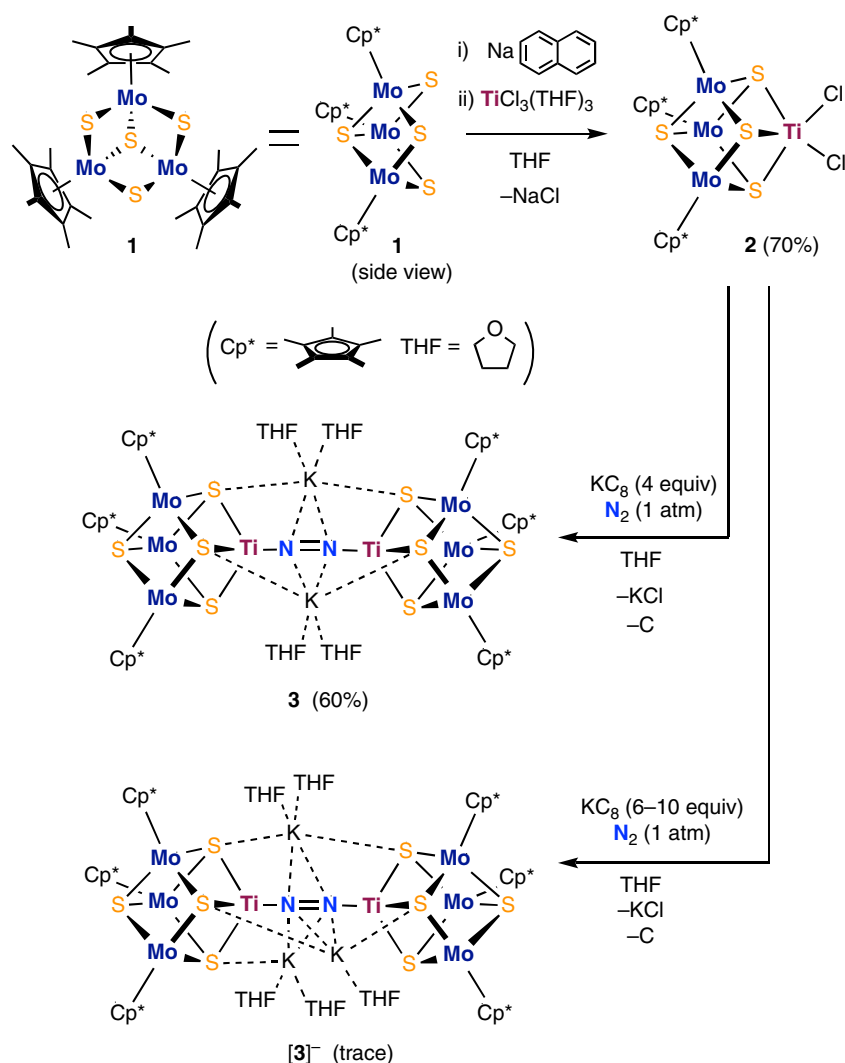 Mo
S
S
S
Mo
Mo
S
1
Cp*
Mo
S
Cp*
S
Mo
S
Mo
S
Cp*
1
(side view)
i) Na
ii) TiCl3(THF)3
THF
–NaCl
Cp*
Mo
S
Cp*
S
Mo
S
Ti
Cl
Cl
Mo
S
Cp*
2 (70%)
(Cp* = THF = O)
KC8 (4 equiv)
N2 (1 atm)
THF
–KCl
–C
Cp*
THF
THF
Cp*
K
S
S
Mo
Mo
Cp*
Cp*
S
Mo
S
Ti
N
N
Ti
S
Mo
S
Mo
S
K
S
Mo
Cp*
THF
THF
Cp*
3 (60%)
KC8 (6–10 equiv)
N2 (1 atm)
THF
–KCl
–C
Cp*
THF
THF
Cp*
K
S
S
Mo
Mo
Cp*
Cp*
S
Mo
S
Ti
N
N
Ti
S
Mo
S
Mo
S
K
K
S
Mo
Cp*
THF
THF
THF
Cp*
[3]– (trace)